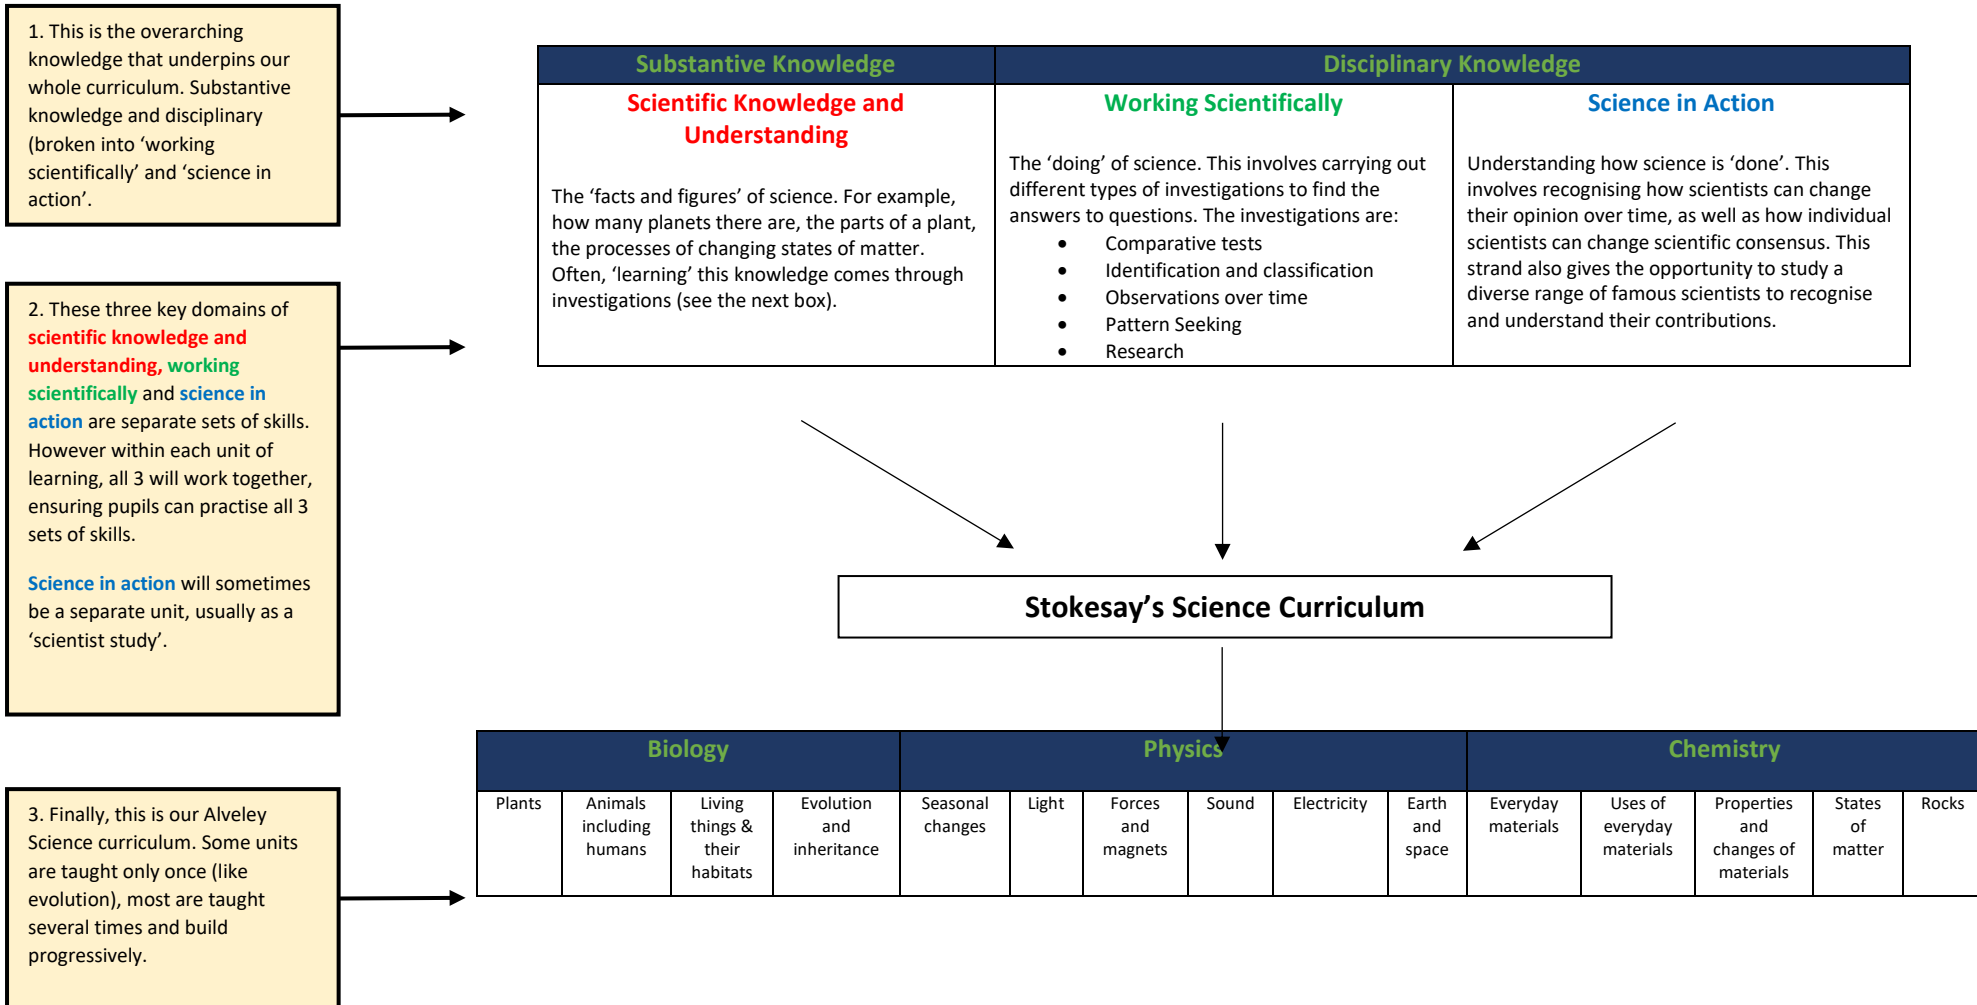 1. This is the overarching
knowledge that underpins our
whole curriculum. Substantive
knowledge and disciplinary
(broken into ‘working
scientifically’ and ‘science in
action’.
Substantive Knowledge
Disciplinary Knowledge
Scientific Knowledge and
Understanding
The ‘facts and figures’ of science. For example,
how many planets there are, the parts of a plant,
the processes of changing states of matter.
Often, ‘learning’ this knowledge comes through
investigations (see the next box).
Working Scientifically
The ‘doing’ of science. This involves carrying out
different types of investigations to find the
answers to questions. The investigations are:
• Comparative tests
• Identification and classification
• Observations over time
• Pattern Seeking
• Research
Science in Action
Understanding how science is ‘done’. This
involves recognising how scientists can change
their opinion over time, as well as how individual
scientists can change scientific consensus. This
strand also gives the opportunity to study a
diverse range of famous scientists to recognise
and understand their contributions.
2. These three key domains of
scientific knowledge and
understanding, working
scientifically and science in
action are separate sets of skills.
However within each unit of
learning, all 3 will work together,
ensuring pupils can practise all 3
sets of skills.
Science in action will sometimes
be a separate unit, usually as a
‘scientist study’.
Stokesay’s Science Curriculum
3. Finally, this is our Alveley
Science curriculum. Some units
are taught only once (like
evolution), most are taught
several times and build
progressively.
Biology
Physics
Chemistry
Plants
Animals
including
humans
Living
things &
their
habitats
Evolution
and
inheritance
Seasonal
changes
Light
Forces
and
magnets
Sound
Electricity
Earth
and
space
Everyday
materials
Uses of
everyday
materials
Properties
and
changes of
materials
States
of
matter
Rocks